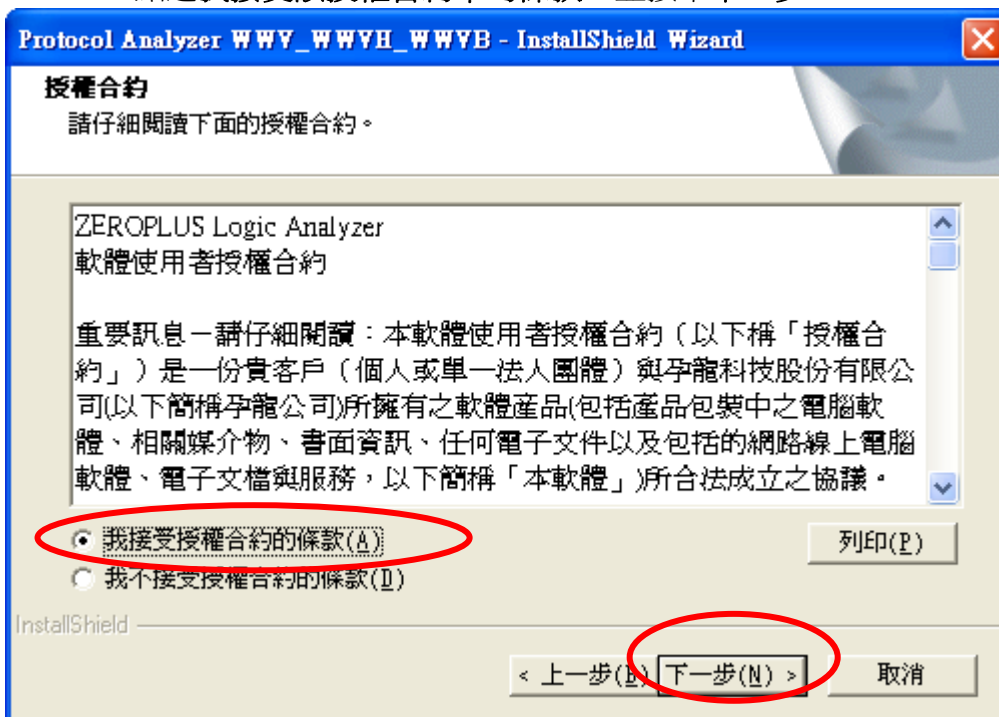 Protocol Analyzer WWV_WWVH_WWVB - InstallShield Wizard
授權合約
請仔細閱讀下面的授權合約。
ZEROPLUS Logic Analyzer
軟體使用者授權合約
重要訊息－請仔細閱讀：本軟體使用者授權合約（以下稱「授權合
約」）是一份貴客戶（個人或單一法人團體）與孕龍科技股份有限公
司(以下簡稱孕龍公司)所擁有之軟體產品(包括產品包裝中之電腦軟
體、相關媒介物、書面資訊、任何電子文件以及包括的網路線上電腦
軟體、電子文檔與服務，以下簡稱「本軟體」)所合法成立之協議。
我接受授權合約的條款(A)
列印(P)
我不接受授權合約的條款(D)
InstallShield
< 上一步(B) 下一步(N) > 取消